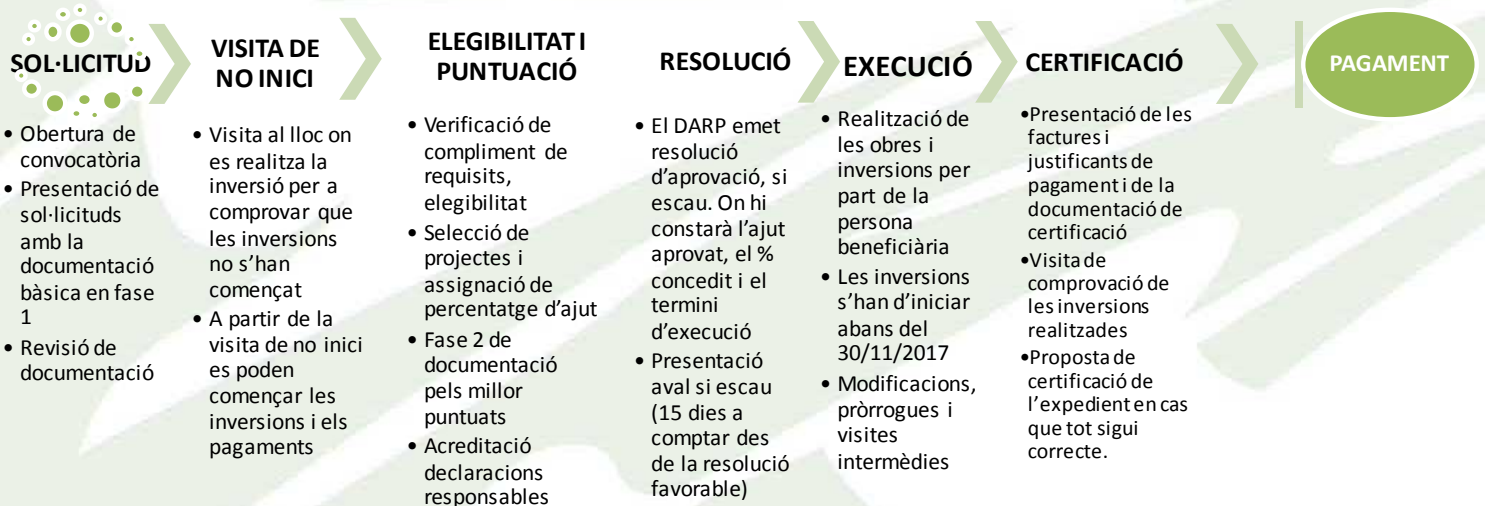 SOL·LICITUD
• Obertura de
convocatòria
• Presentació de
sol·licituds
amb la
documentació
bàsica en fase
1
• Revisió de
documentació
VISITA DE
NO INICI
• Visita al lloc on
es realitza la
inversió per a
comprovar que
les inversions
no s'han
començat
• A partir de la
visita de no inici
es poden
començar les
inversions i els
pagaments
ELEGIBILITAT I
PUNTUACIÓ
• Verificació de
compliment de
requisits,
elegibilitat
• Selecció de
projectes i
assignació de
percentatge d'ajut
• Fase 2 de
documentació
pels millor
puntuats
• Acreditació
declaracions
responsables
RESOLUCIÓ
• El DARP emet
resolució
d'aprovació, si
escau. On hi
constarà l'ajut
aprovat, el %
concedit i el
termini
d'execució
• Presentació
aval si escau
(15 dies a
comptar des
de la resolució
favorable)
EXECUCIÓ
• Realització de
les obres i
inversions per
part de la
persona
beneficiària
• Les inversions
s'han d'iniciar
abans del
30/11/2017
• Modificacions,
pròrrogues i
visites
intermèdies
CERTIFICACIÓ
•Presentació de les
factures i
justificants de
pagament i de la
documentació de
certificació
•Visita de
comprovació de
les inversions
realitzades
•Proposta de
certificació de
l'expedient en cas
que tot sigui
correcte.
PAGAMENT